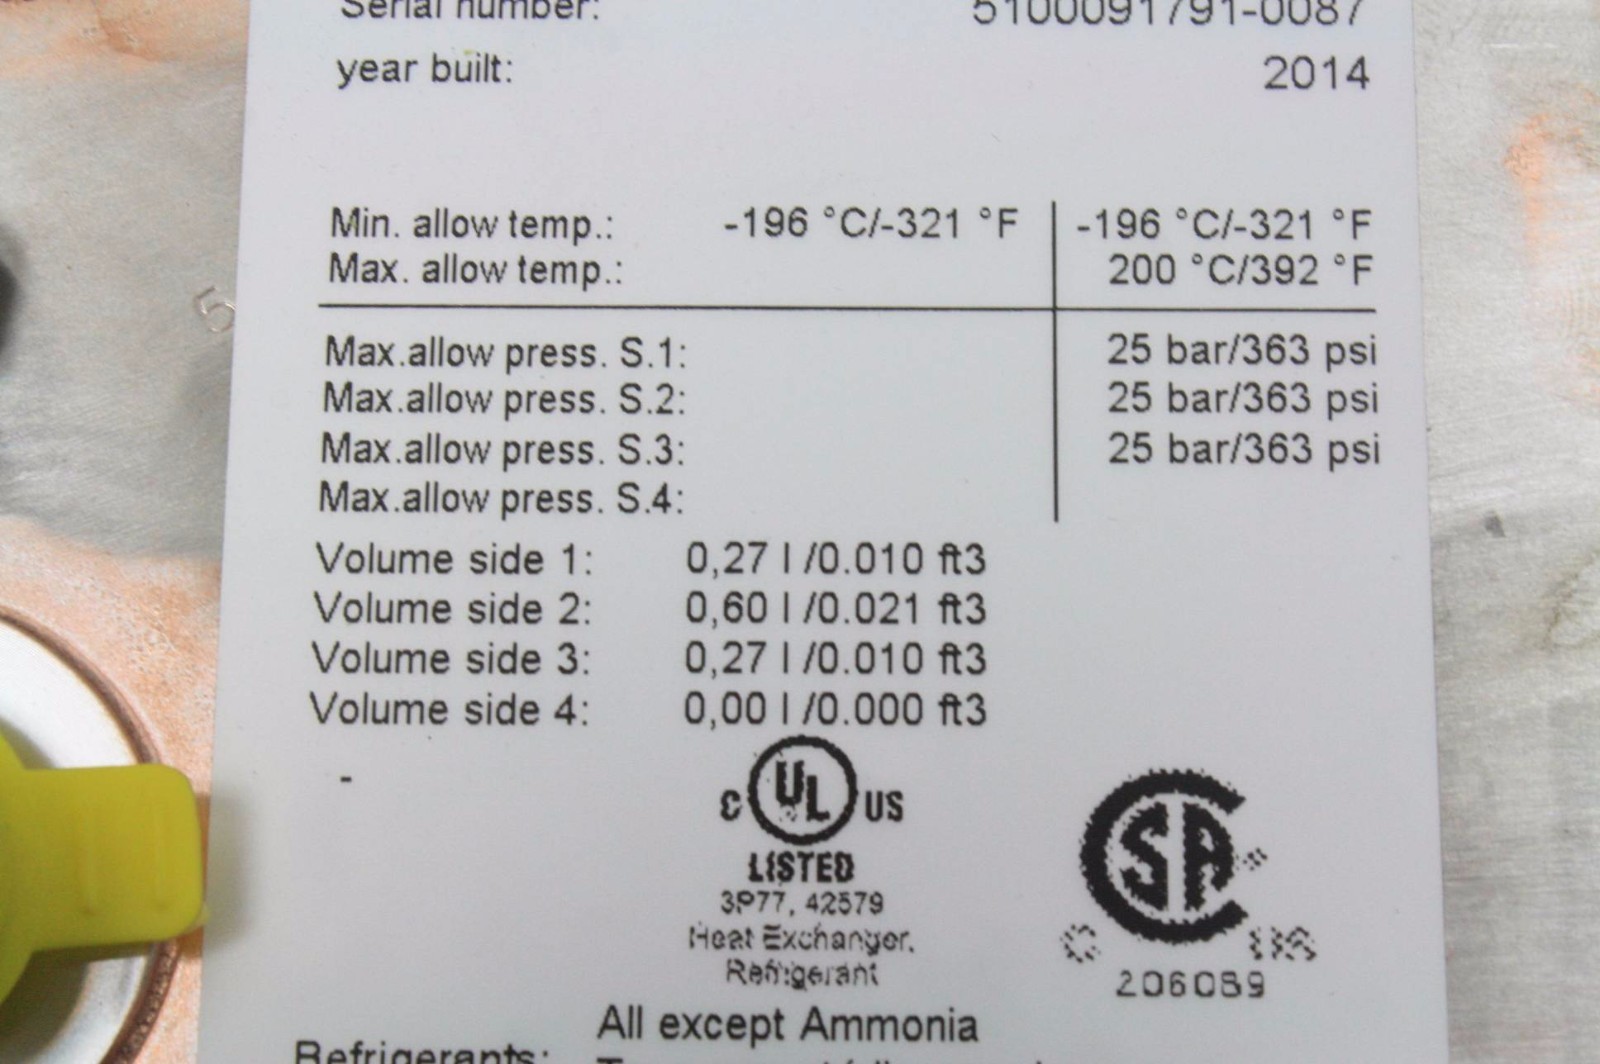 Serial number: 5100091791-0087
year built: 2014
5
Min. allow temp.: -196 °C/-321 °F -196 °C/-321 °F
Max. allow temp.: 200 °C/392 °F
Max.allow press. S.1: 25 bar/363 psi
Max.allow press. S.2: 25 bar/363 psi
Max.allow press. S.3: 25 bar/363 psi
Max.allow press. S.4:
Volume side 1: 0,27 l /0.010 ft3
Volume side 2: 0,60 l /0.021 ft3
Volume side 3: 0,27 l /0.010 ft3
Volume side 4: 0,00 l /0.000 ft3
-
C UL US
LISTED
3P77, 42579
Heat Exchanger,
Refrigerant
CSA
C US
206089
All except Ammonia
Refrigerants: